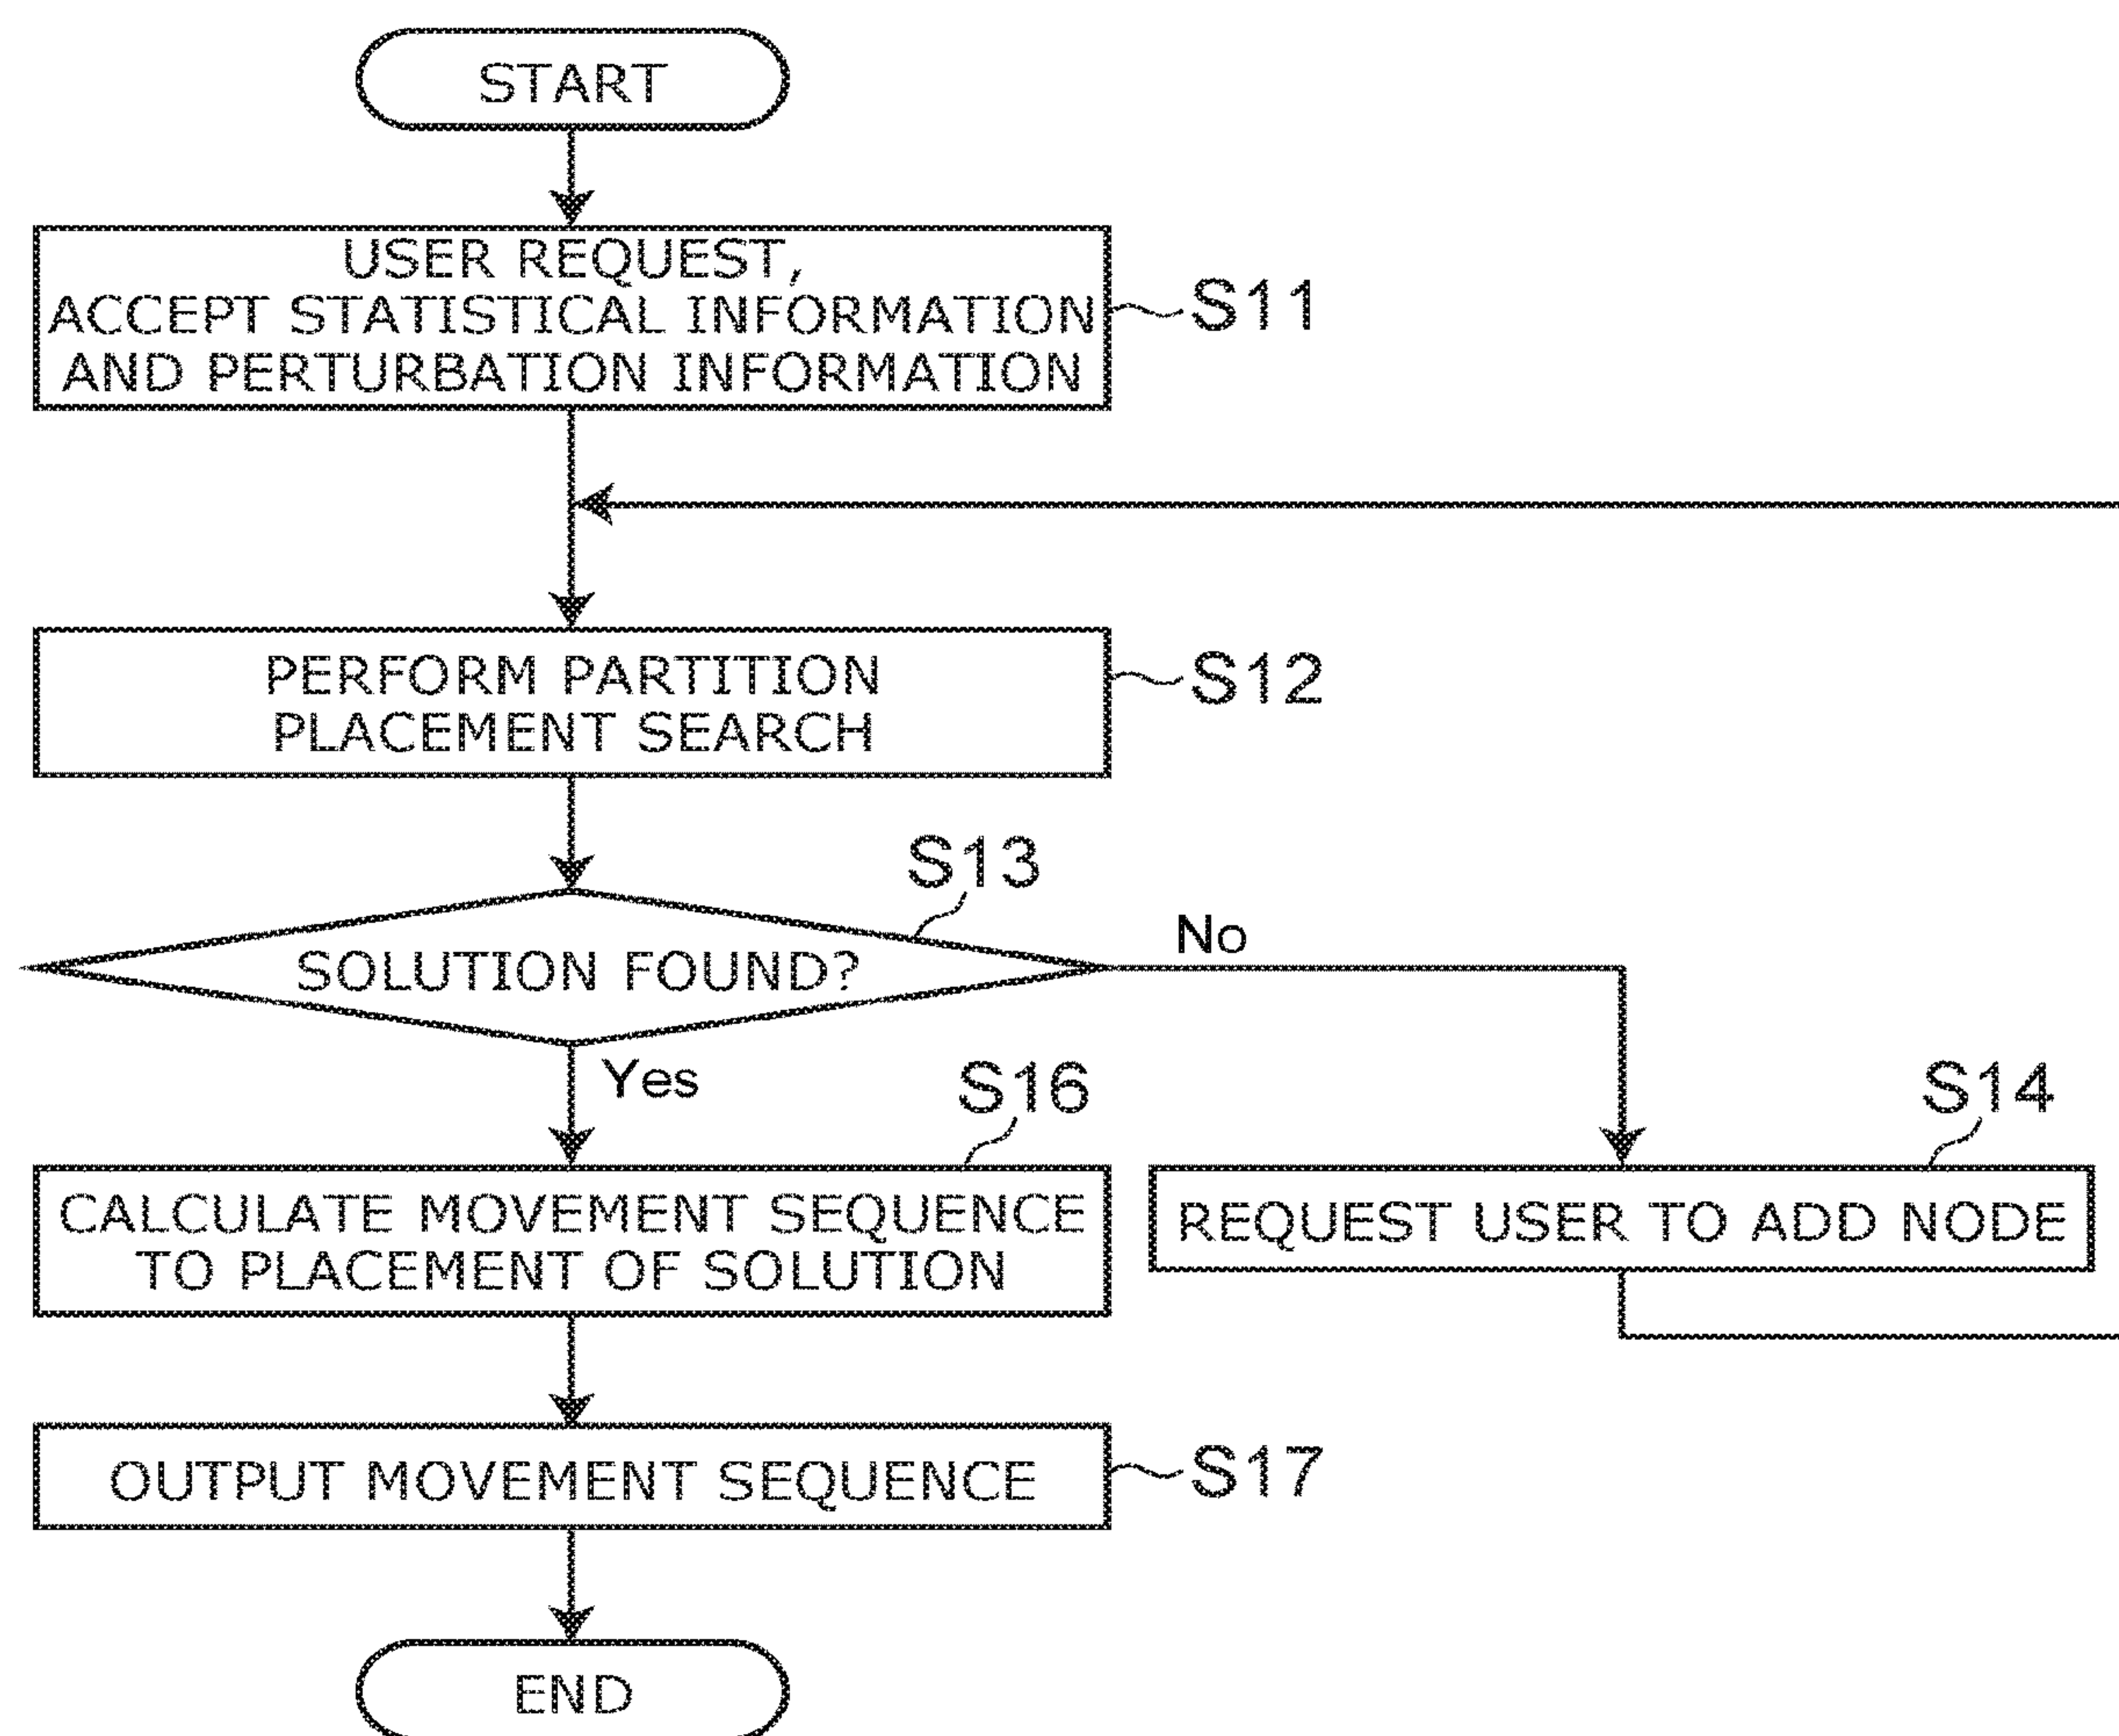 START
USER REQUEST,
ACCEPT STATISTICAL INFORMATION
AND PERTURBATION INFORMATION
S11
PERFORM PARTITION
PLACEMENT SEARCH
S12
S13
SOLUTION FOUND?
No
Yes
S16
CALCULATE MOVEMENT SEQUENCE
TO PLACEMENT OF SOLUTION
S14
REQUEST USER TO ADD NODE
OUTPUT MOVEMENT SEQUENCE
S17
END